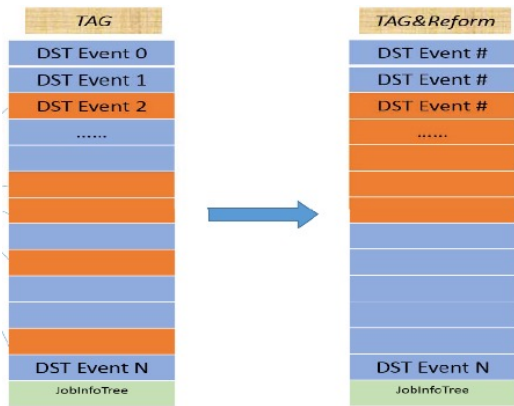 TAG
DST Event 0
DST Event 1
DST Event 2
......
DST Event N
JobInfoTree
TAG&Reform
DST Event #
DST Event #
DST Event #
......
DST Event N
JobInfoTree